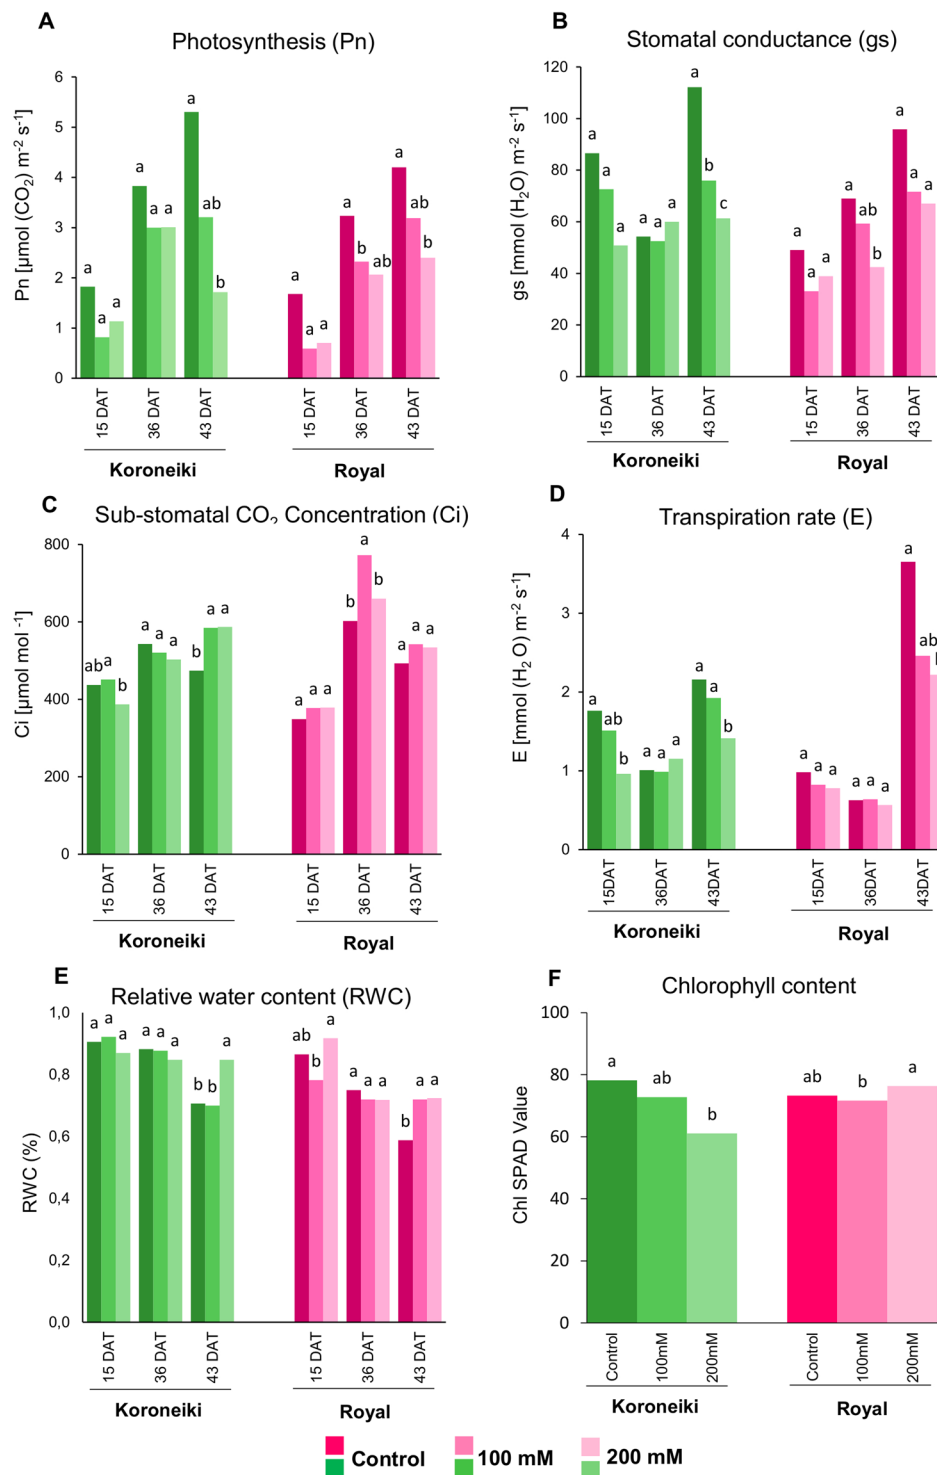 A
Photosynthesis (Pn)
Pn [µmol (CO₂) m⁻² s⁻¹)
6
5
4
3
2
1
0
a a a a a a a ab b
a a a a b ab a ab b
15 DAT 36 DAT 43 DAT 15 DAT 36 DAT 43 DAT
Koroneiki Royal
B
Stomatal conductance (gs)
gs [mmol (H₂O) m⁻² s⁻¹)
120
100
80
60
40
20
0
a a a a a a a b c
a a a a ab b a a a
15 DAT 36 DAT 43 DAT 15 DAT 36 DAT 43 DAT
Koroneiki Royal
C
Sub-stomatal CO₂ Concentration (Ci)
Ci [µmol mol ⁻¹]
800
600
400
200
0
ab a b a a a b a a
a a a b a b a a a
15 DAT 36 DAT 43 DAT 15 DAT 36 DAT 43 DAT
Koroneiki Royal
D
Transpiration rate (E)
E [mmol (H₂ O) m⁻² s⁻¹)
4
3
2
1
0
a ab b a a a a a b
a a a a a a a ab
15DAT 36DAT 43DAT 15DAT 36DAT 43DAT
Koroneiki Royal
E
Relative water content (RWC)
RWC (%)
1,0
0,8
0,6
0,4
0,2
0,0
a a a a a a b b a
ab b a a a a b a a
15 DAT 36 DAT 43 DAT 15 DAT 36 DAT 43 DAT
Koroneiki Royal
F
Chlorophyll content
Chl SPAD Value
100
80
60
40
20
0
a ab b ab b a
Control 100mM 200mM Control 100mM 200mM
Koroneiki Royal
Control 100 mM 200 mM